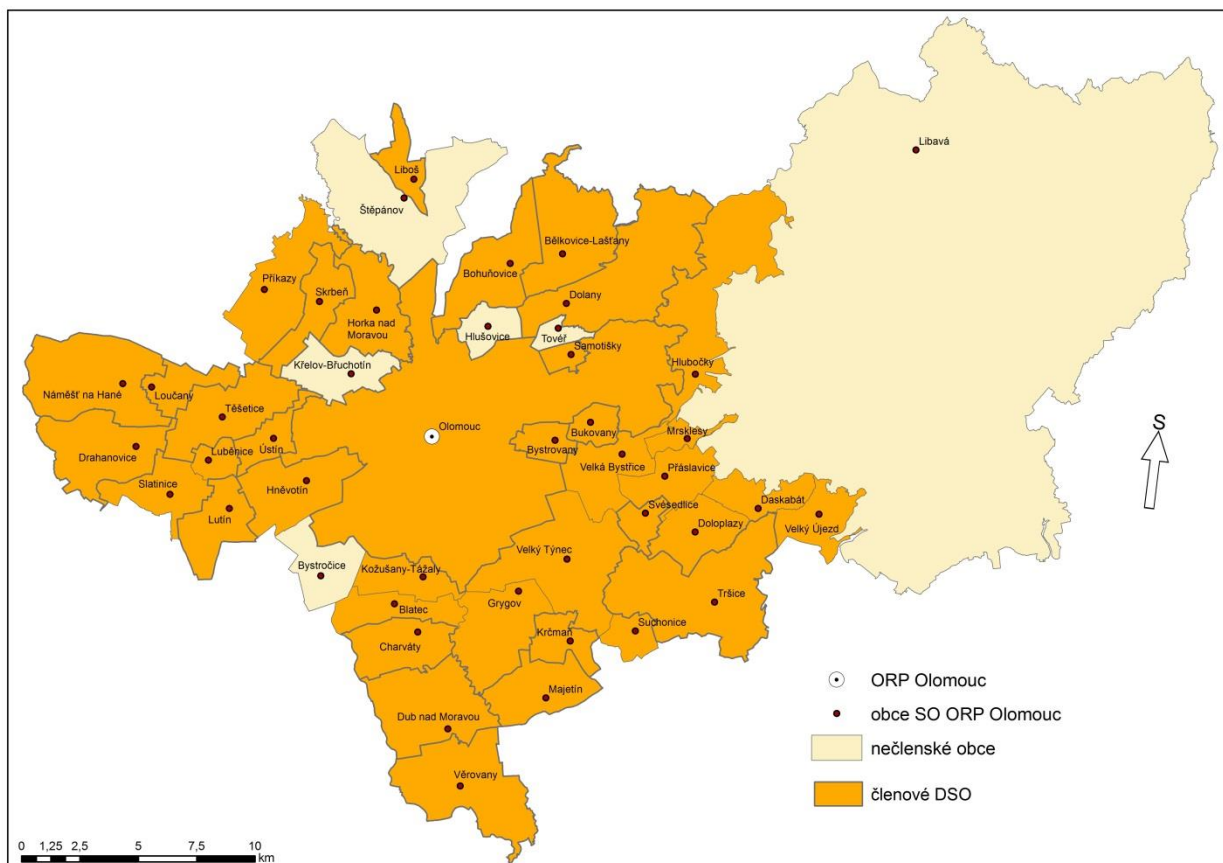 Libavá
Liboš
Štěpánov
Bělkovice-Lašťany
Bohuňovice
Příkazy
Skrbeň
Dolany
Horka nad
Moravou
Hlušovice
Tovéř
Samotišky
Křelov-Břuchotín
Hlubočky
Náměšť na Hané
Loučany
Těšetice
S
Olomouc
Bukovany
Mrsklesy
Ústín
Bystrovany
Drahanovice
Luběnice
Velká Bystřice
Přáslavice
Slatinice
Hněvotín
Daskabát
Svésedlice
Velký Újezd
Lutín
Doloplazy
Velký Týnec
Bystročice
Kožušany-Tážaly
Grygov
Tršice
Blatec
Suchonice
Krčmaň
Charváty
ORP Olomouc
Majetín
obce SO ORP Olomouc
Dub nad Moravou
nečlenské obce
Věrovany
členové DSO
0 1,25 2,5 5 7,5 10
km